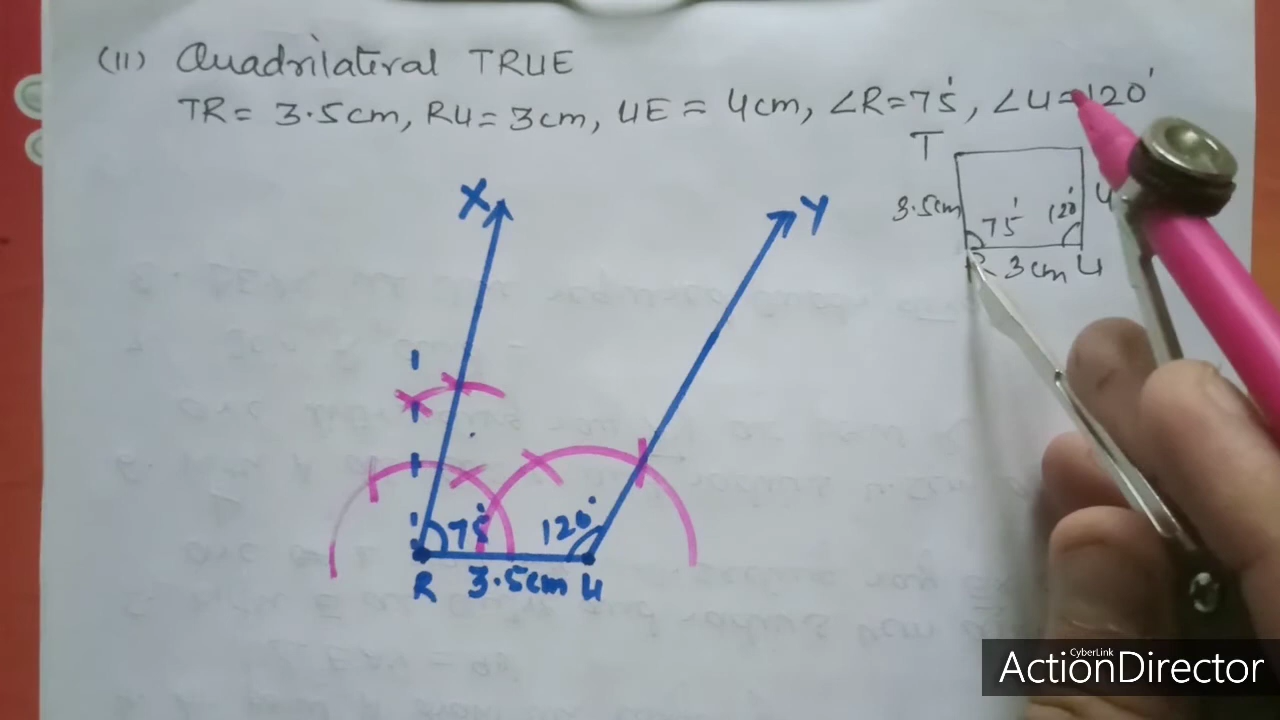 (II) Quadrilateral TRUE
TR = 3.5cm, RU = 3cm, UE = 4cm, ∠R=75°, ∠U=120°
T
3.5cm 75° 120° 4
R 3cm U
X Y
75° 120°
R 3.5cm U
CyberLink
ActionDirector